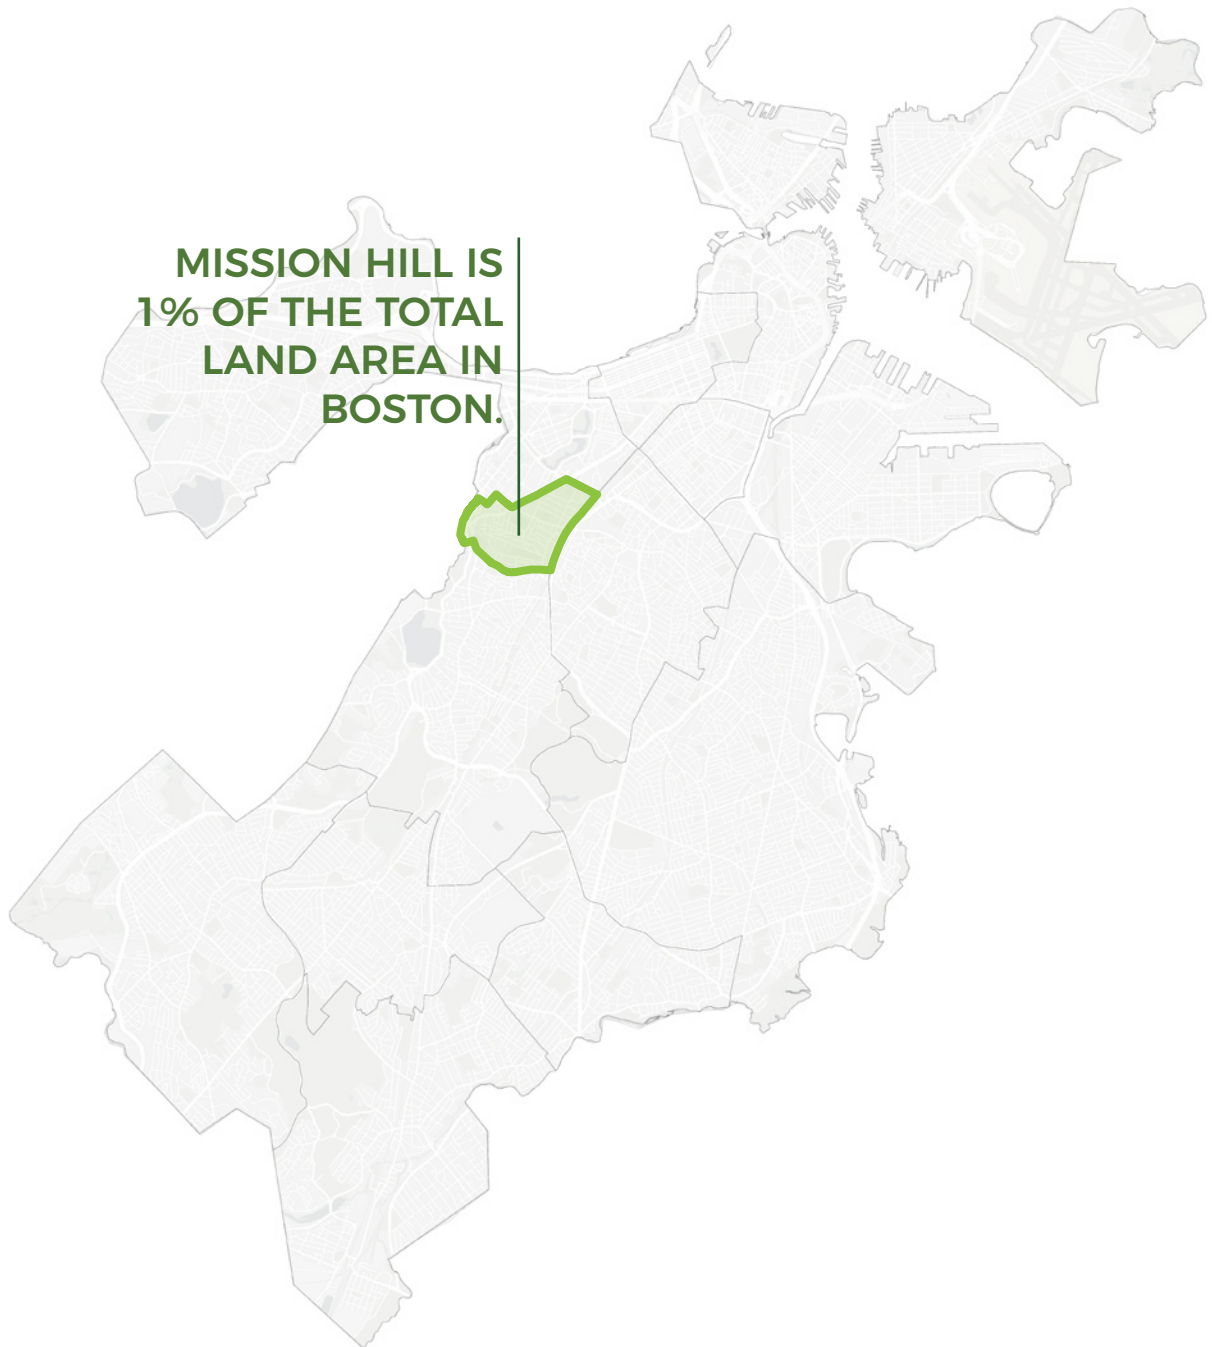 MISSION HILL IS
1% OF THE TOTAL
LAND AREA IN
BOSTON.